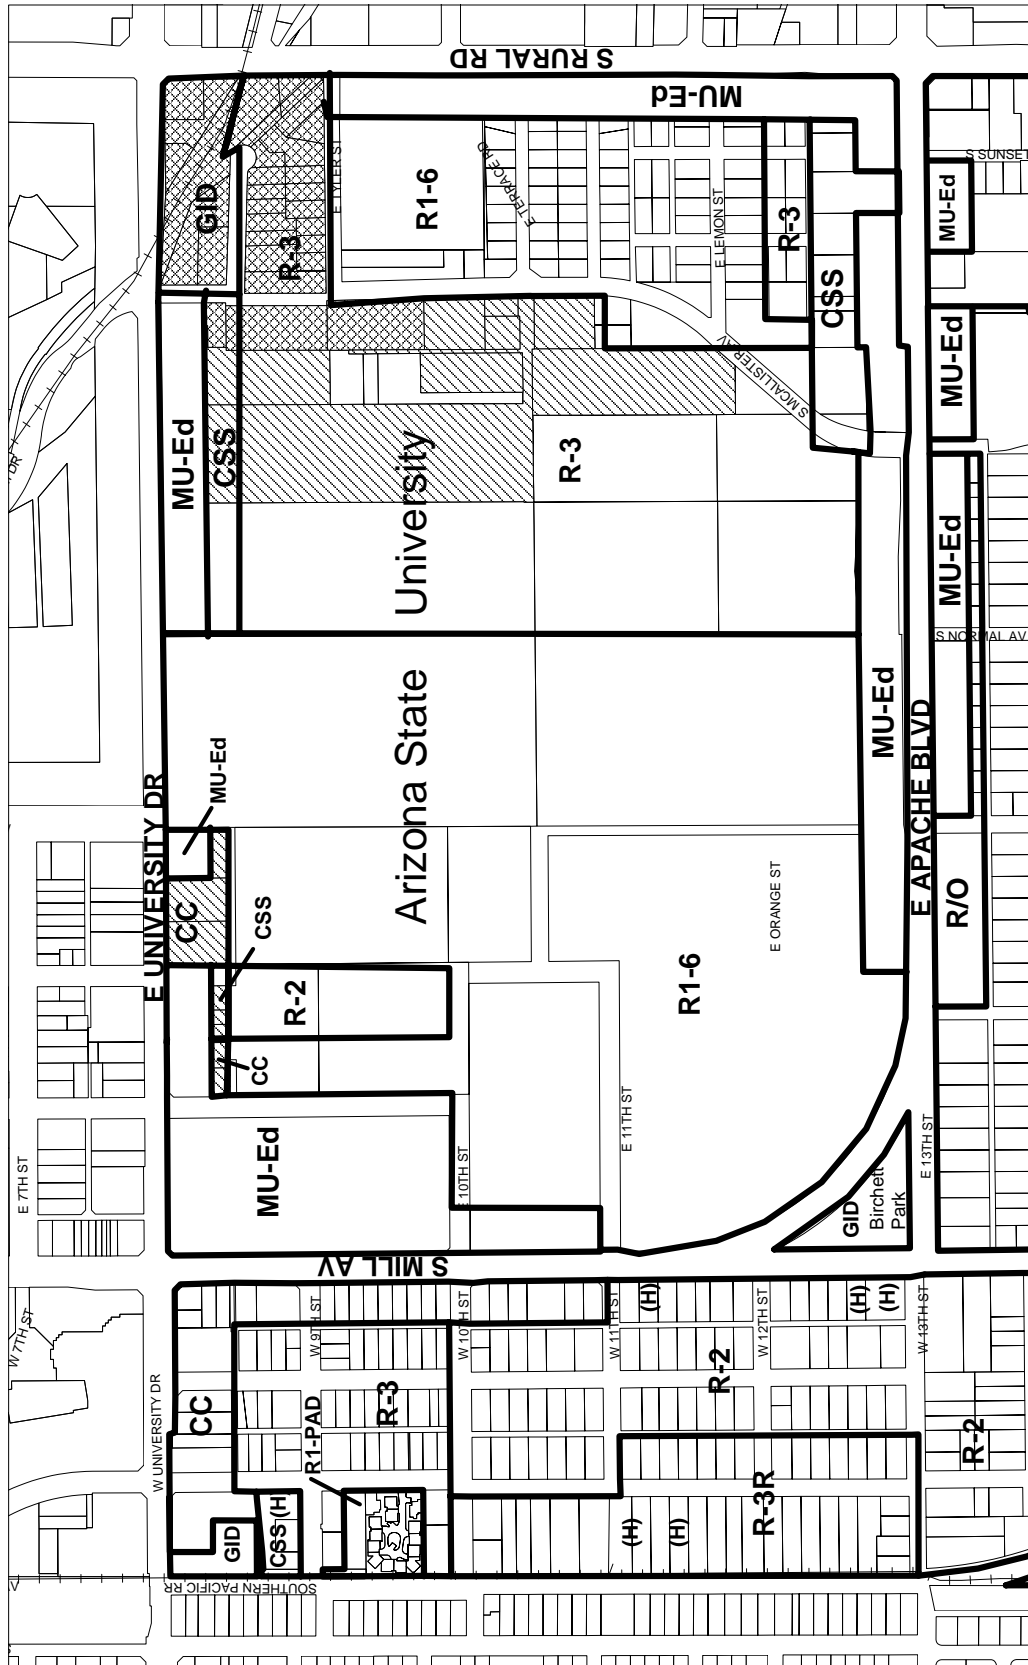 S RURAL RD
MU-Ed
S SUNSET
MU-Ed
GID
R-3
E TYLER ST
R1-6
E TERRACE RD
E LEMON ST
R-3
CSS
MU-Ed
MU-Ed
CSS
University
R-3
S MCALLISTER AV
MU-Ed
S NORMAL AV
MU-Ed
E APACHE BLVD
DR
E UNIVERSITY DR
MU-Ed
CC
CSS
Arizona State
E ORANGE ST
R/O
R-2
CC
R1-6
MU-Ed
E 7TH ST
E 10TH ST
E 11TH ST
E 13TH ST
GID
Birchett
Park
S MILL AV
W 7TH ST
W UNIVERSITY DR
CC
W 9TH ST
W 10TH ST
W 11TH ST
(H)
W 12TH ST
(H)
(H)
W 13TH ST
R-3
R1-PAD
R-2
R-2
GID
CSS (H)
(H)
(H)
R-3R
SOUTHERN PACIFIC RR
AV